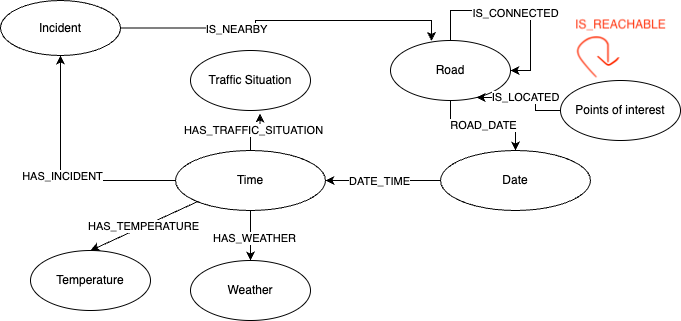 IS_REACHABLE
Incident
IS_CONNECTED
IS_NEARBY
Road
Traffic Situation
IS_LOCATED
Points of interest
HAS_TRAFFIC_SITUATION
ROAD_DATE
HAS_INCIDENT
Time
DATE_TIME
Date
HAS_TEMPERATURE
HAS_WEATHER
Temperature
Weather